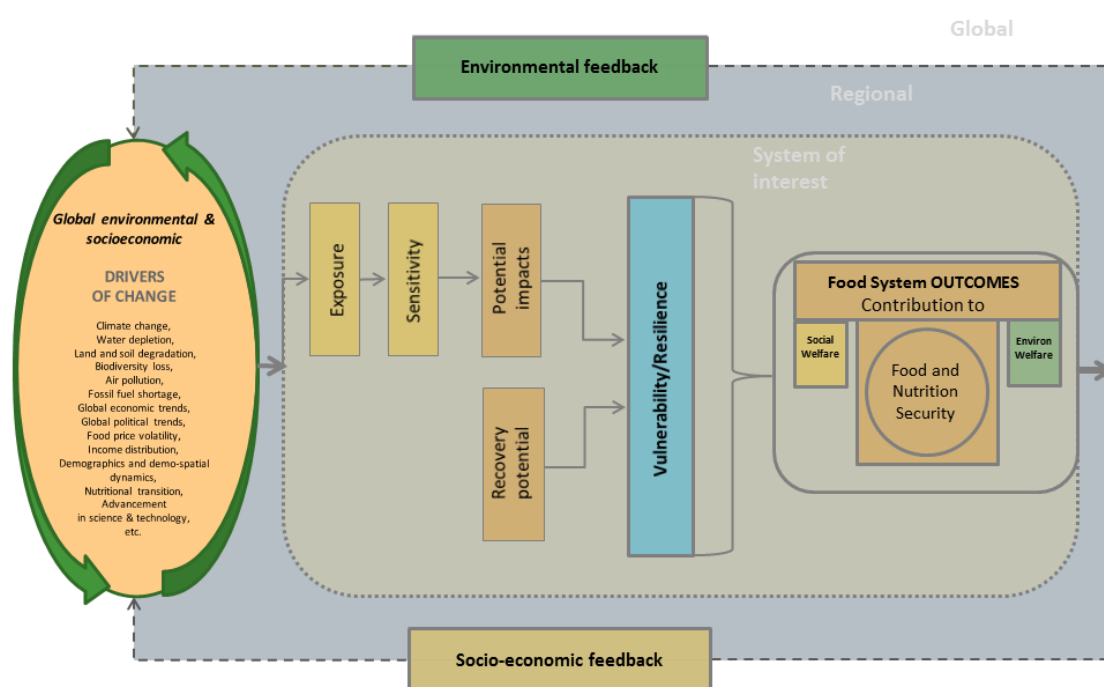 Global
Environmental feedback
Regional
System of
interest
Global environmental &
socioeconomic
DRIVERS
OF CHANGE
Climate change,
Water depletion,
Land and soil degradation,
Biodiversity loss,
Air pollution,
Fossil fuel shortage,
Global economic trends,
Global political trends,
Food price volatility,
Income distribution,
Demographics and demo-spatial
dynamics,
Nutritional transition,
Advancement
in science & technology,
etc.
Exposure
Sensitivity
Potential
impacts
Recovery
potential
Vulnerability/Resilience
Food System OUTCOMES
Contribution to
Social
Welfare
Food and
Nutrition
Security
Environ
Welfare
Socio-economic feedback